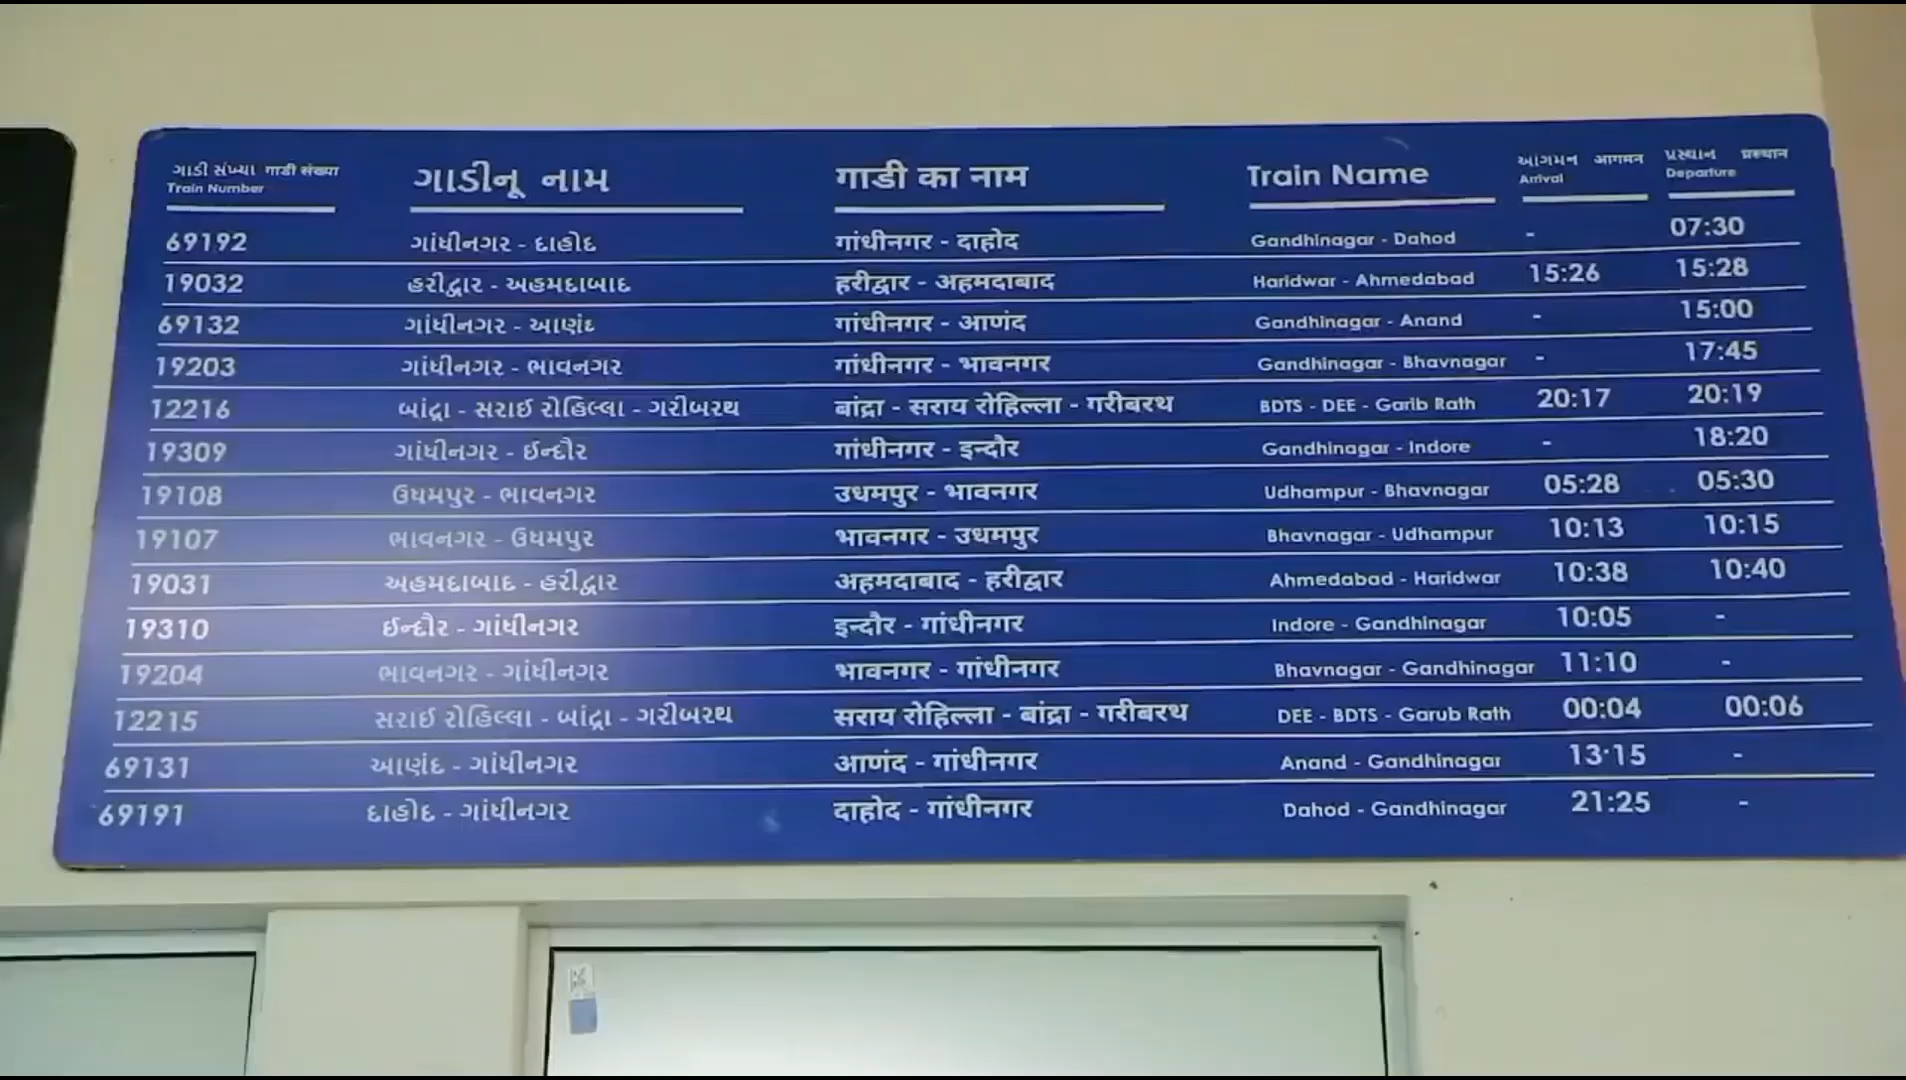 ગાડી સંખ્યા गाडी संख्या
Train Number
ગાડીનૂ નામ
गाडी का नाम
Train Name
આગમન आगमन
Arrival
પ્રસ્થાન प्रस्थान
Departure
69192 ગાંધીનગર - દાહોદ गांधीनगर - दाहोद Gandhinagar - Dahod - 07:30
19032 હરીદ્વાર - અહમદાબાદ हरीद्वार - अहमदाबाद Haridwar - Ahmedabad 15:26 15:28
69132 ગાંધીનગર - આણંદ गांधीनगर - आणंद Gandhinagar - Anand - 15:00
19203 ગાંધીનગર - ભાવનગર गांधीनगर - भावनगर Gandhinagar - Bhavnagar - 17:45
12216 બાંદ્રા - સરાઈ રોહિલ્લા - ગરીબરથ बांद्रा - सराय रोहिल्ला - गरीबरथ BDTS - DEE - Garib Rath 20:17 20:19
19309 ગાંધીનગર - ઈન્દૌર गांधीनगर - इन्दौर Gandhinagar - Indore - 18:20
19108 ઉધમપુર - ભાવનગર उधमपुर - भावनगर Udhampur - Bhavnagar 05:28 05:30
19107 ભાવનગર - ઉધમપુર भावनगर - उधमपुर Bhavnagar - Udhampur 10:13 10:15
19031 અહમદાબાદ - હરીદ્વાર अहमदाबाद - हरीद्वार Ahmedabad - Haridwar 10:38 10:40
19310 ઈન્દૌર - ગાંધીનગર इन्दौर - गांधीनगर Indore - Gandhinagar 10:05 -
19204 ભાવનગર - ગાંધીનગર भावनगर - गांधीनगर Bhavnagar - Gandhinagar 11:10 -
12215 સરાઈ રોહિલ્લા - બાંદ્રા - ગરીબરથ सराय रोहिल्ला - बांद्रा - गरीबरथ DEE - BDTS - Garub Rath 00:04 00:06
69131 આણંદ - ગાંધીનગર आणंद - गांधीनगर Anand - Gandhinagar 13:15 -
69191 દાહોદ - ગાંધીનગર दाहोद - गांधीनगर Dahod - Gandhinagar 21:25 -